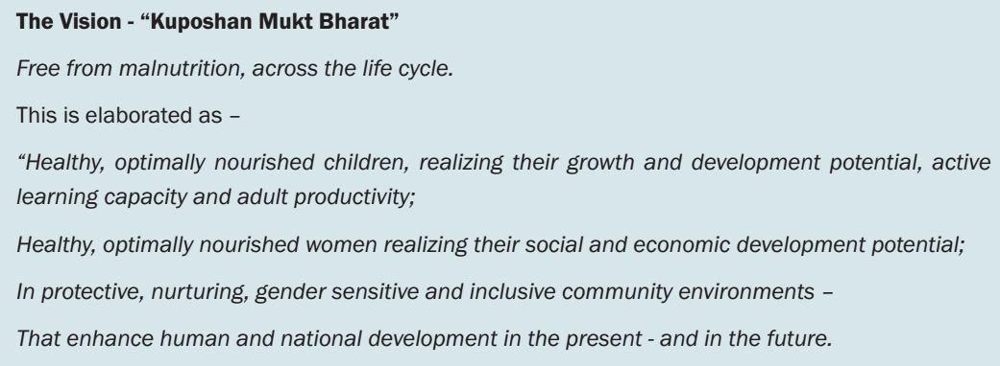 The Vision - “Kuposhan Mukt Bharat”
Free from malnutrition, across the life cycle.
This is elaborated as –
“Healthy, optimally nourished children, realizing their growth and development potential, active
learning capacity and adult productivity;
Healthy, optimally nourished women realizing their social and economic development potential;
In protective, nurturing, gender sensitive and inclusive community environments –
That enhance human and national development in the present - and in the future.